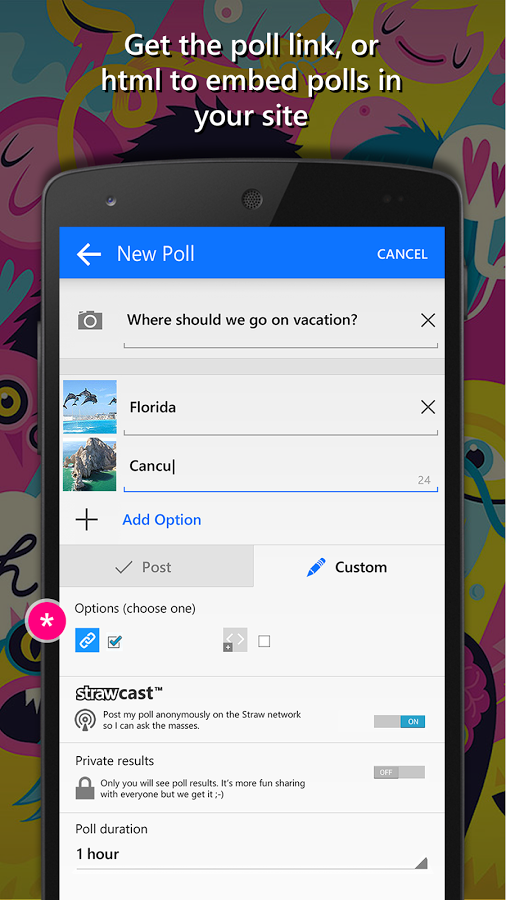 Get the poll link, or
html to embed polls in
your site
New Poll
CANCEL
Where should we go on vacation?
Florida
Cancu
24
Add Option
Post
Custom
Options (choose one)
*
strawcast™
Post my poll anonymously on the Straw network
so I can ask the masses.
ON
Private results
OFF
Only you will see poll results. It's more fun sharing
with everyone but we get it ;-)
Poll duration
1 hour